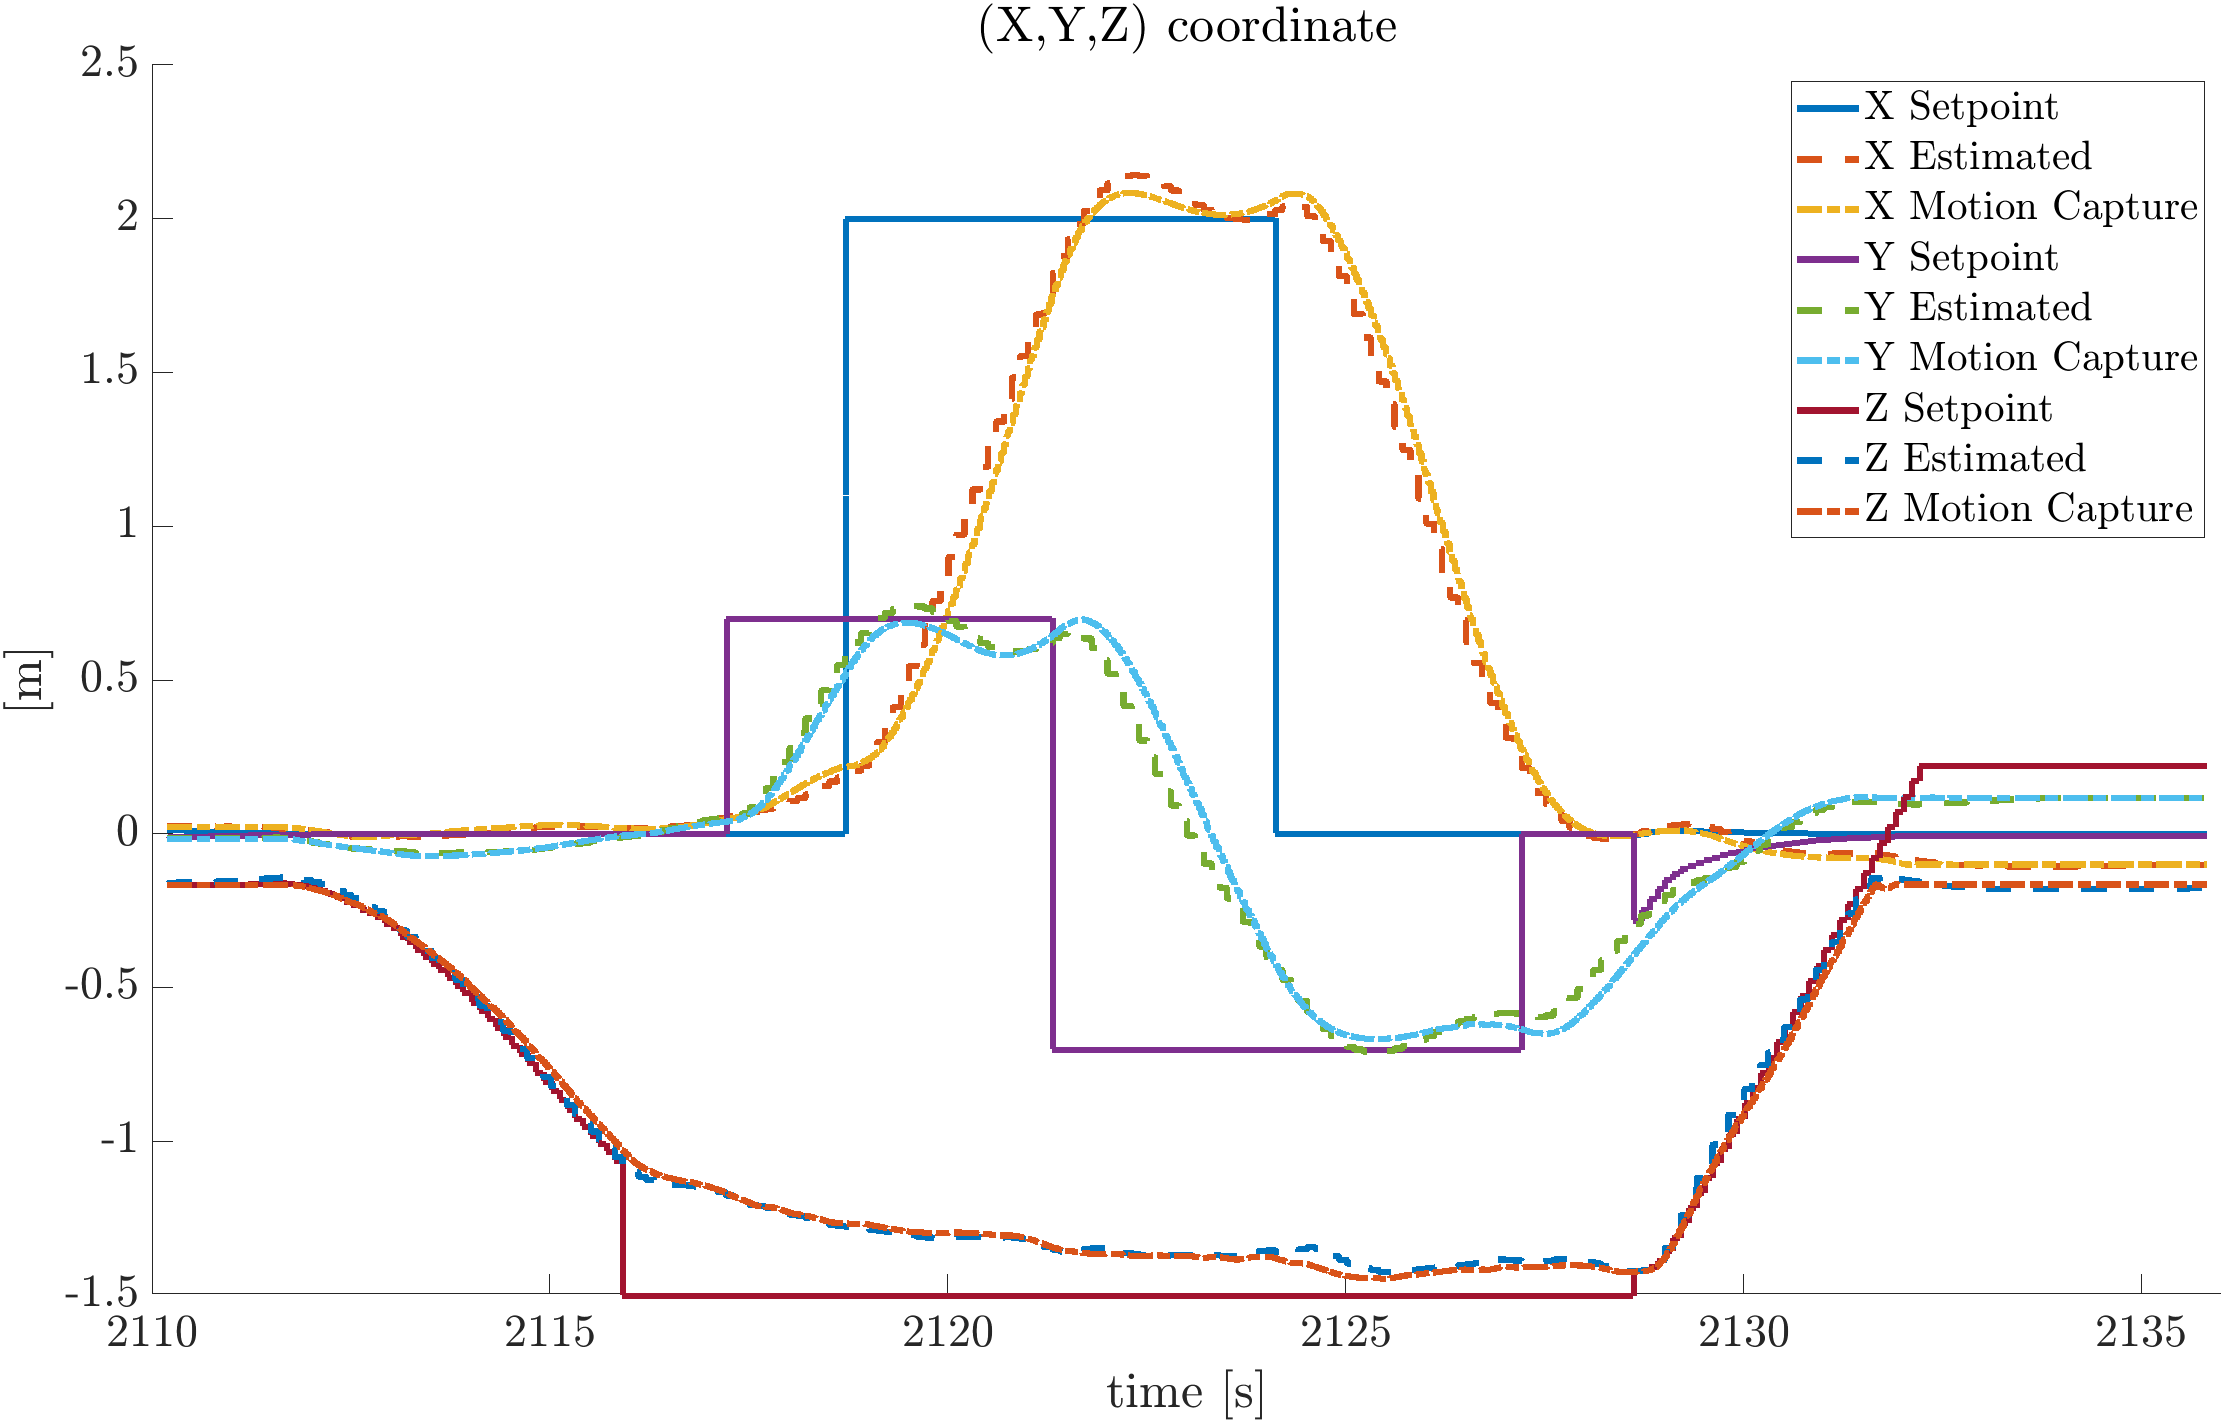 (X,Y,Z) coordinate
2.5
2
1.5
1
0.5
0
-0.5
-1
-1.5
[m]
X Setpoint
X Estimated
X Motion Capture
Y Setpoint
Y Estimated
Y Motion Capture
Z Setpoint
Z Estimated
Z Motion Capture
2110 2115 2120 2125 2130 2135
time [s]